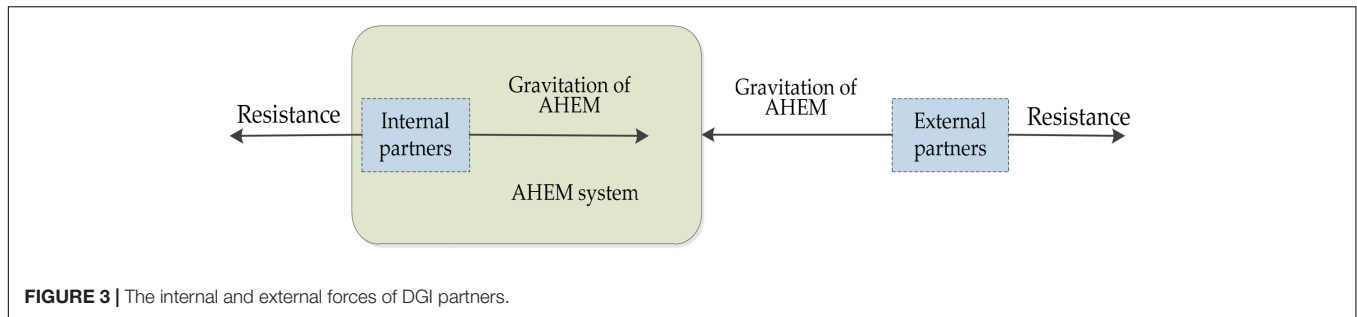 Resistance
Internal
partners
Gravitation of
AHEM
AHEM system
Gravitation of
AHEM
External
partners
Resistance
FIGURE 3 | The internal and external forces of DGI partners.